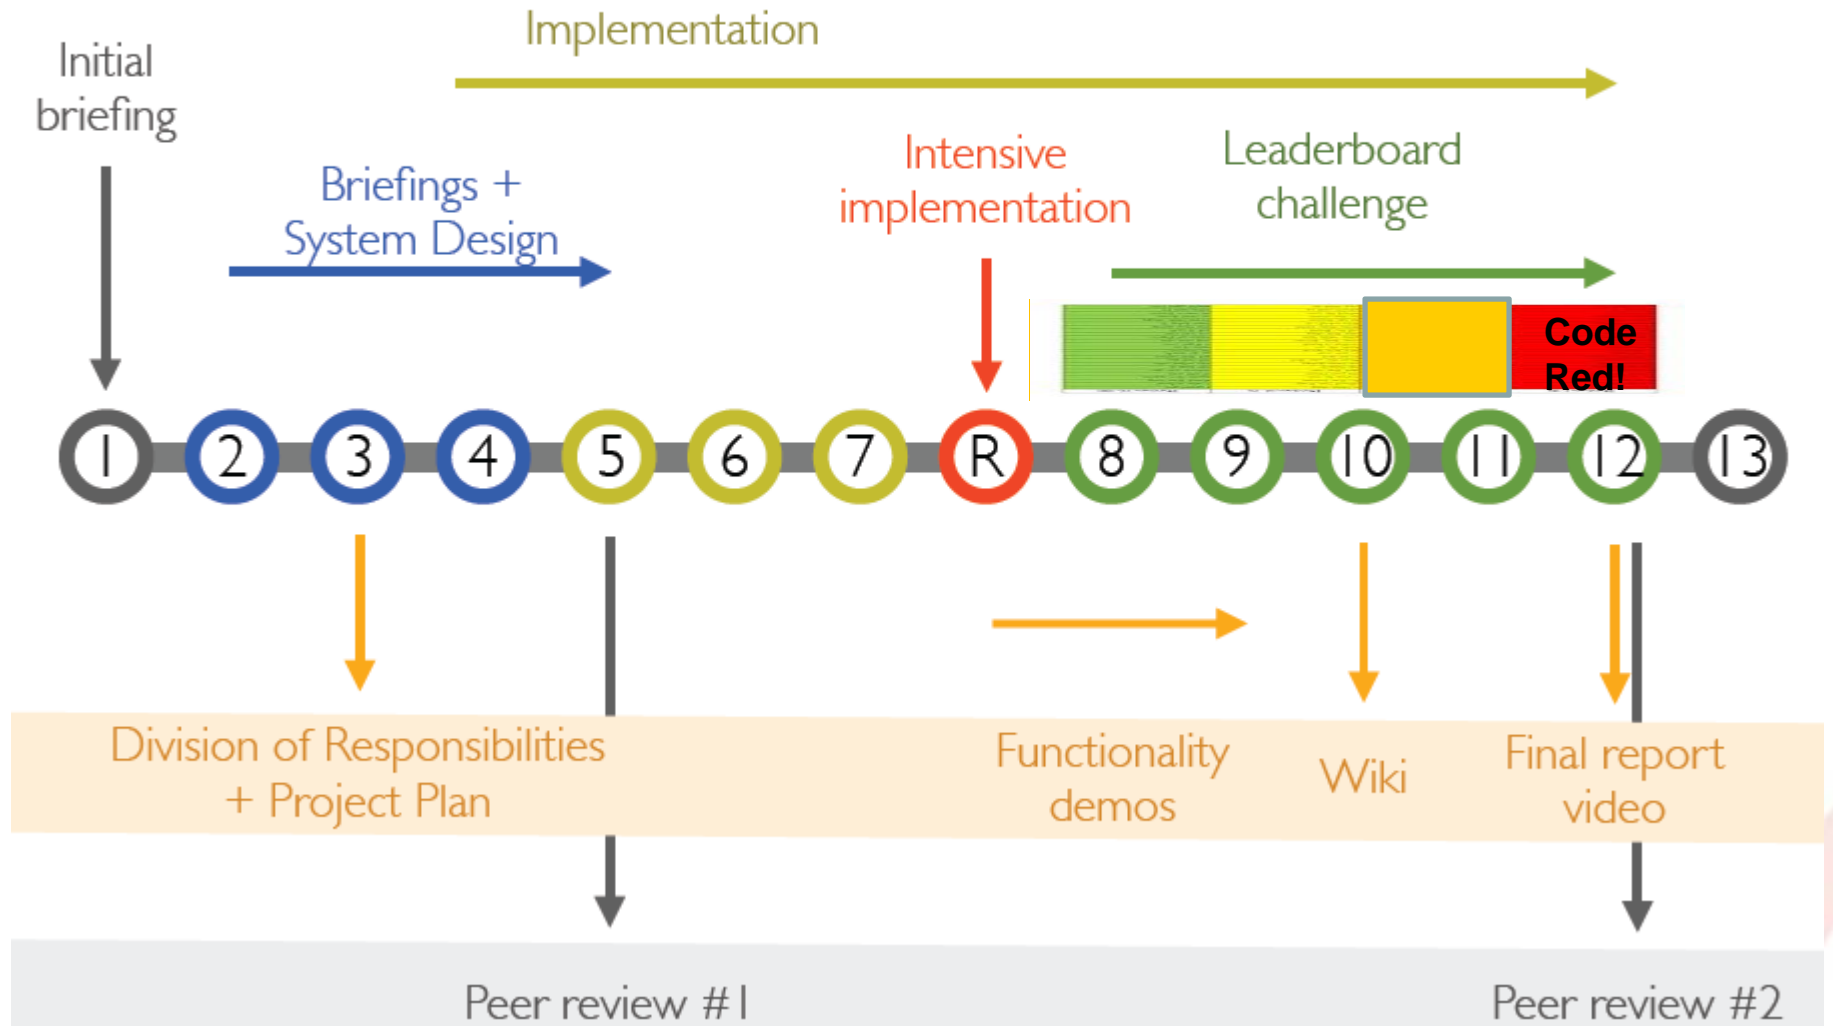 Implementation
Initial
briefing
Briefings +
System Design
Intensive
implementation
Leaderboard
challenge
Code
Red!
1 2 3 4 5 6 7 R 8 9 10 11 12 13
Division of Responsibilities
+ Project Plan
Functionality
demos
Wiki
Final report
video
Peer review #1
Peer review #2